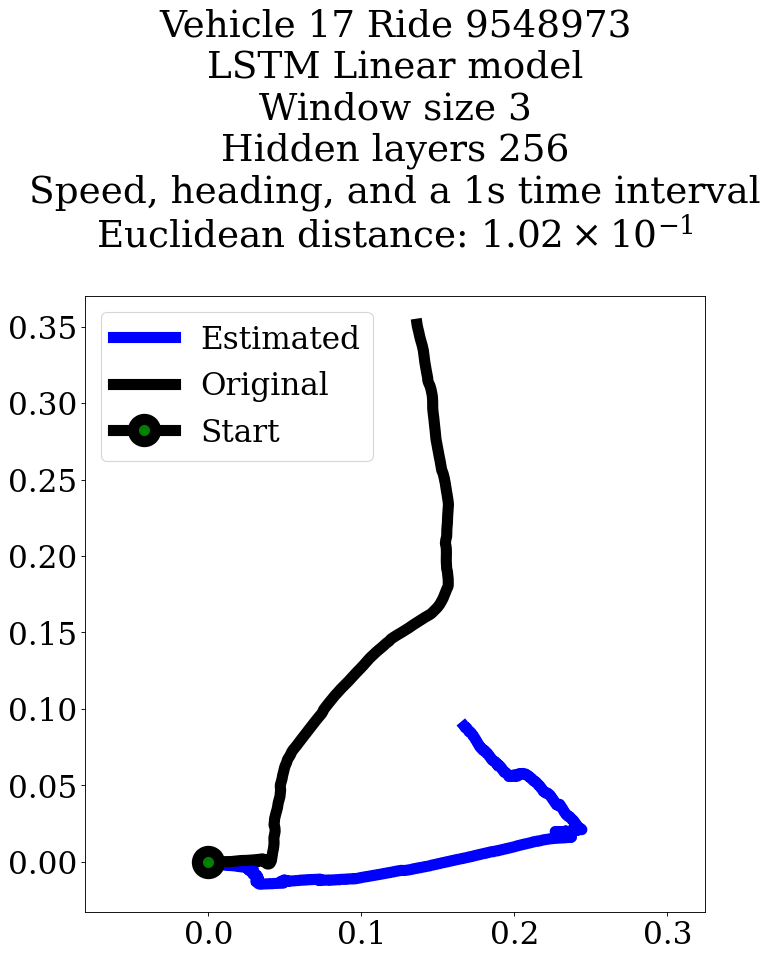 Vehicle 17 Ride 9548973
LSTM Linear model
Window size 3
Hidden layers 256
Speed, heading, and a 1s time interval
Euclidean distance: 1.02 × 10⁻¹
Estimated
Original
Start
0.35
0.30
0.25
0.20
0.15
0.10
0.05
0.00
0.0 0.1 0.2 0.3